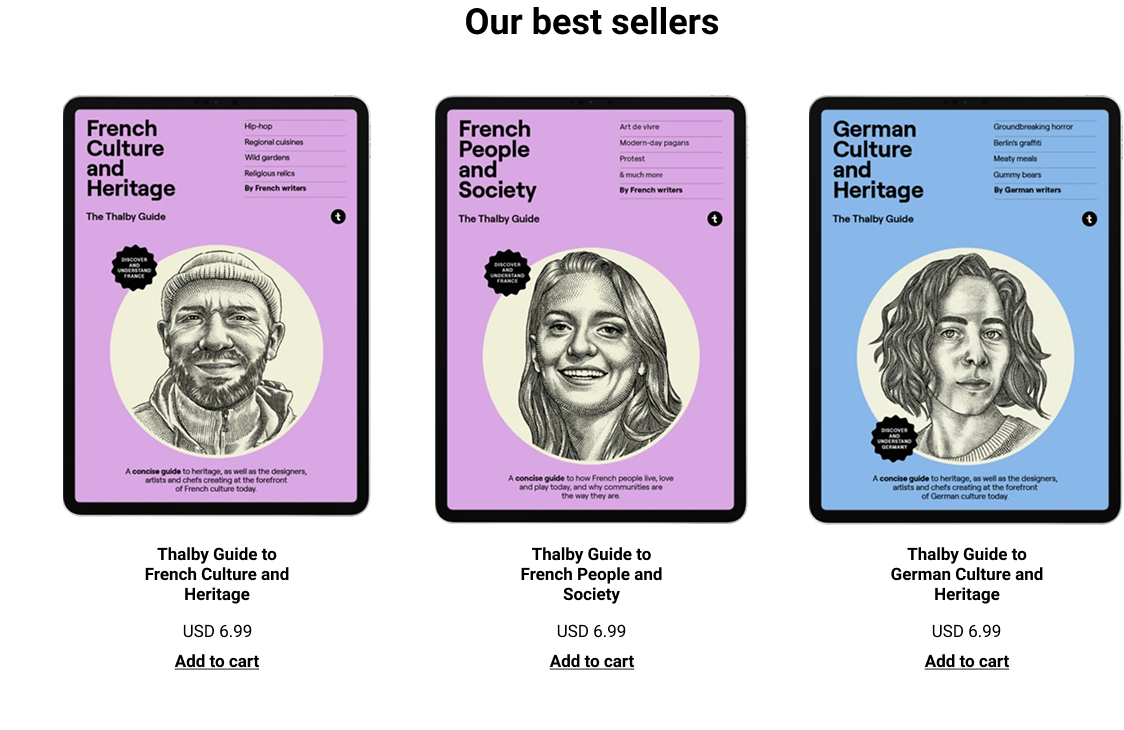 Our best sellers
French
Culture
and
Heritage
Hip-hop
Regional cuisines
Wild gardens
Religious relics
By French writers
The Thalby Guide
t
DISCOVER
AND
UNDERSTAND
FRANCE
A concise guide to heritage, as well as the designers,
artists and chefs creating at the forefront
of French culture today.
Thalby Guide to
French Culture and
Heritage
USD 6.99
Add to cart
French
People
and
Society
Art de vivre
Modern-day pagans
Protest
& much more
By French writers
The Thalby Guide
t
DISCOVER
AND
UNDERSTAND
FRANCE
A concise guide to how French people live, love
and play today, and why communities are
the way they are.
Thalby Guide to
French People and
Society
USD 6.99
Add to cart
German
Culture
and
Heritage
Groundbreaking horror
Berlin's graffiti
Meaty meals
Gummy bears
By German writers
The Thalby Guide
t
DISCOVER
AND
UNDERSTAND
GERMANY
A concise guide to heritage, as well as the designers,
artists and chefs creating at the forefront
of German culture today.
Thalby Guide to
German Culture and
Heritage
USD 6.99
Add to cart